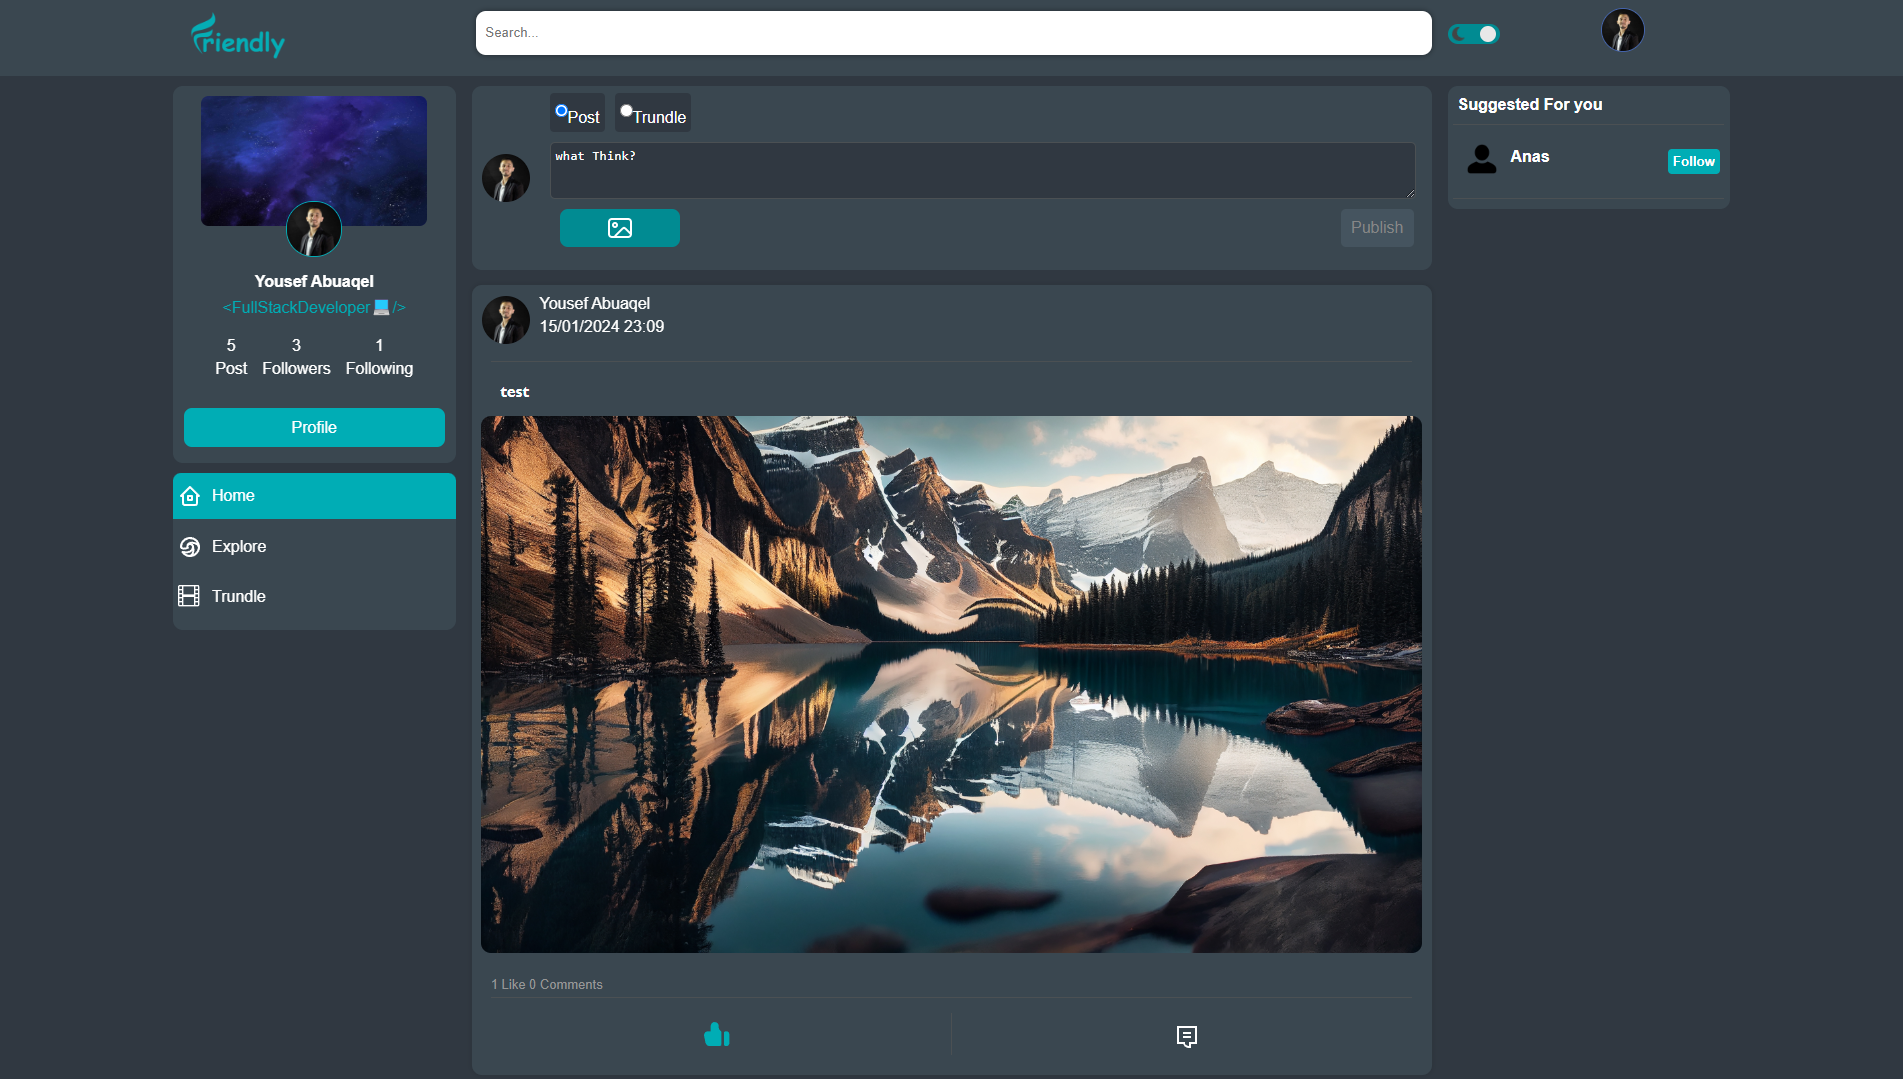 Friendly
Search...
Yousef Abuaqel
<FullStackDeveloper💻/>
5 3 1
Post Followers Following
Profile
Home
Explore
Trundle
Post Trundle
what Think?
Publish
Yousef Abuaqel
15/01/2024 23:09
test
1 Like 0 Comments
Suggested For you
Anas Follow